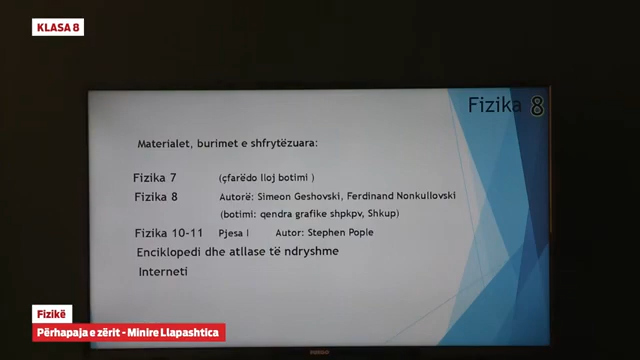 KLASA 8
Fizika 8
Materialet, burimet e shfrytëzuara:
Fizika 7 (çfarëdo lloj botimi )
Fizika 8 Autorë: Simeon Geshovski, Ferdinand Nonkullovski
(botimi: qendra grafike shpkpv, Shkup)
Fizika 10-11 Pjesa I Autor: Stephen Pople
Enciklopedi dhe atllase të ndryshme
Interneti
Fizikë
Përhapaja e zërit - Minire Llapashtica